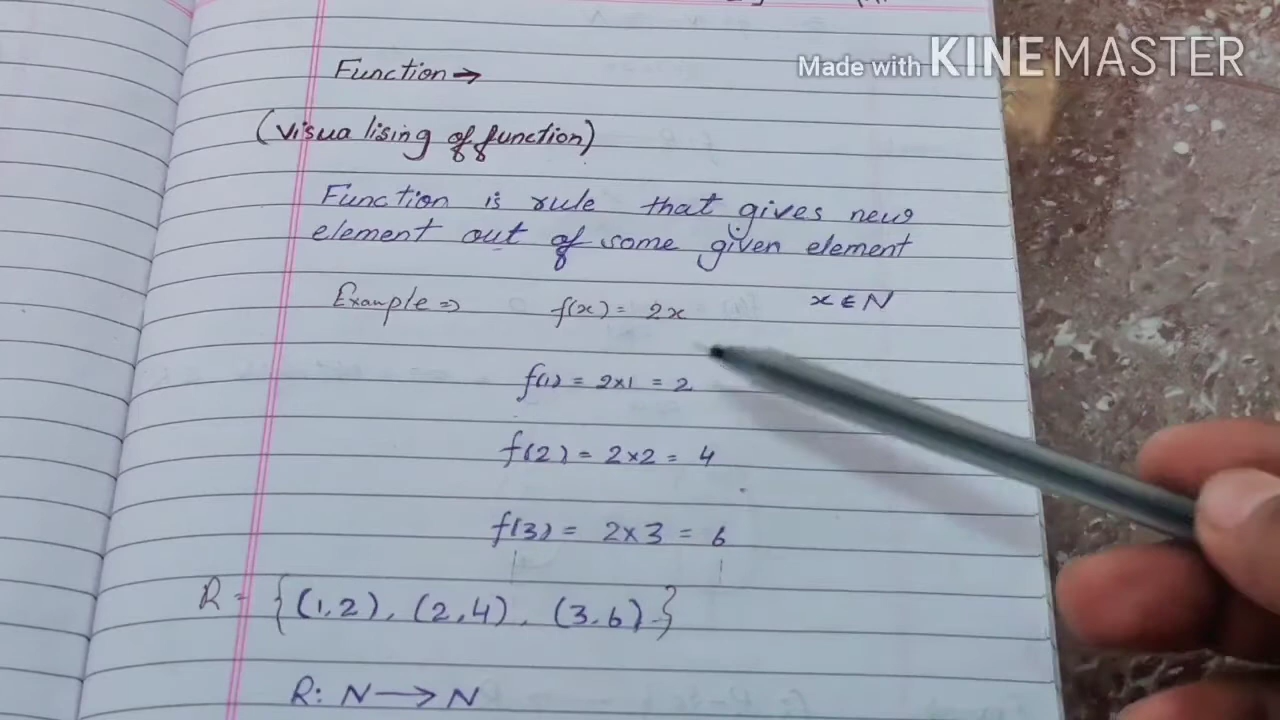 Made with KINEMASTER
Function →
(visualising of function)
Function is rule that gives new
element out of some given element
Example ⇒ f(x) = 2x x ∈ N
f(1) = 2×1 = 2
f(2) = 2×2 = 4
f(3) = 2×3 = 6
R = {(1,2), (2,4), (3,6)}
R: N → N